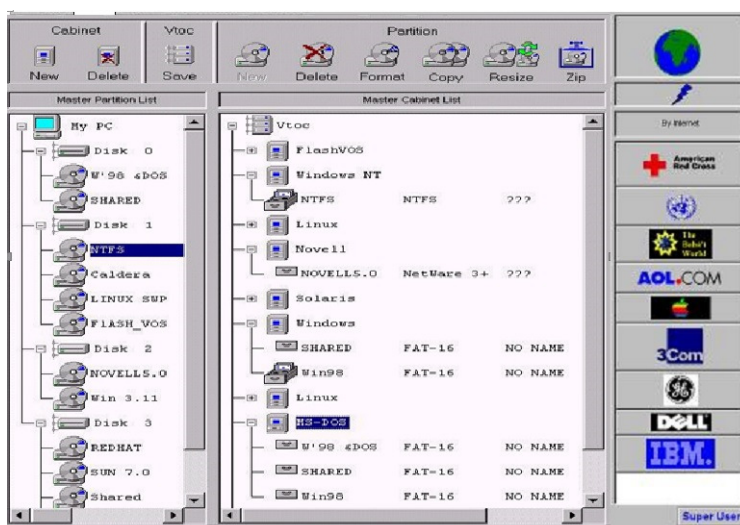 Cabinet
Vtoc
Partition
New
Delete
Save
New
Delete
Format
Copy
Resize
Zip
Master Partition List
Master Cabinet List
My PC
Disk 0
W'98 &DOS
SHARED
Disk 1
NTFS
Caldera
LINUX SWP
FlASH_VOS
Disk 2
NOVELL5.0
Win 3.11
Disk 3
REDHAT
SUN 7.0
Shared
Vtoc
FlashVOS
Windows NT
NTFS NTFS ???
Linux
Novell
NOVELL5.0 NetWare 3+ ???
Solaris
Windows
SHARED FAT-16 NO NAME
Win98 FAT-16 NO NAME
Linux
MS-DOS
W'98 &DOS FAT-16 NO NAME
SHARED FAT-16 NO NAME
Win98 FAT-16 NO NAME
By Internet
American
Red Cross
The
World
AOL.COM
3Com
GE
DELL
IBM.
Super User